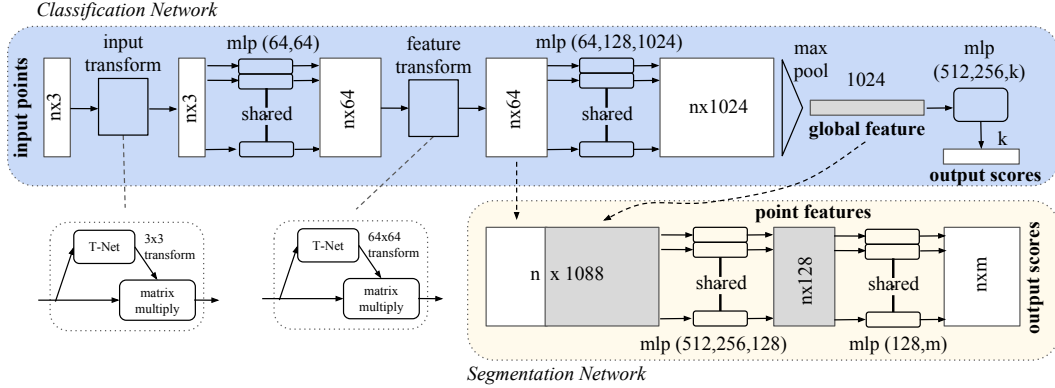 Classification Network
input points
nx3
input
transform
nx3
mlp (64,64)
shared
nx64
feature
transform
nx64
mlp (64,128,1024)
shared
nx1024
max
pool
1024
global feature
mlp
(512,256,k)
k
output scores
T-Net
3x3
transform
matrix
multiply
T-Net
64x64
transform
matrix
multiply
point features
n x 1088
shared
mlp (512,256,128)
nx128
shared
mlp (128,m)
nxm
output scores
Segmentation Network